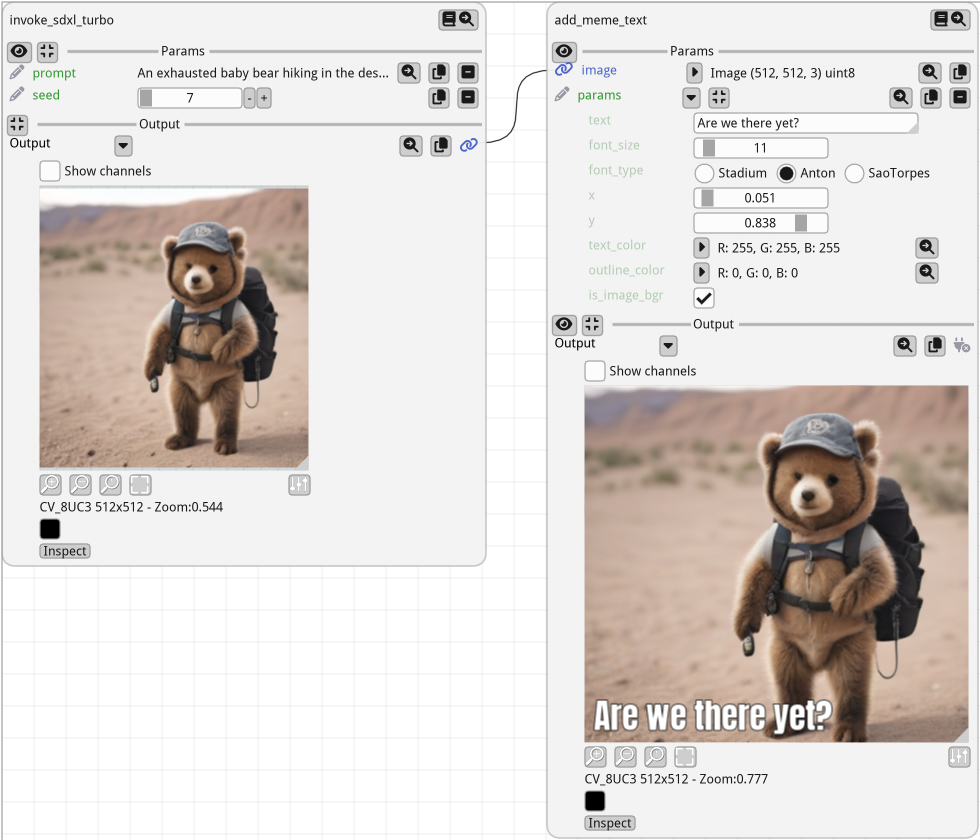 invoke_sdxl_turbo
Params
prompt An exhausted baby bear hiking in the des...
seed 7 - +
Output
Output
Show channels
CV_8UC3 512x512 - Zoom:0.544
Inspect
add_meme_text
Params
image Image (512, 512, 3) uint8
params
text Are we there yet?
font_size 11
font_type Stadium Anton SaoTorpes
x 0.051
y 0.838
text_color R: 255, G: 255, B: 255
outline_color R: 0, G: 0, B: 0
is_image_bgr
Output
Output
Show channels
Are we there yet?
CV_8UC3 512x512 - Zoom:0.777
Inspect